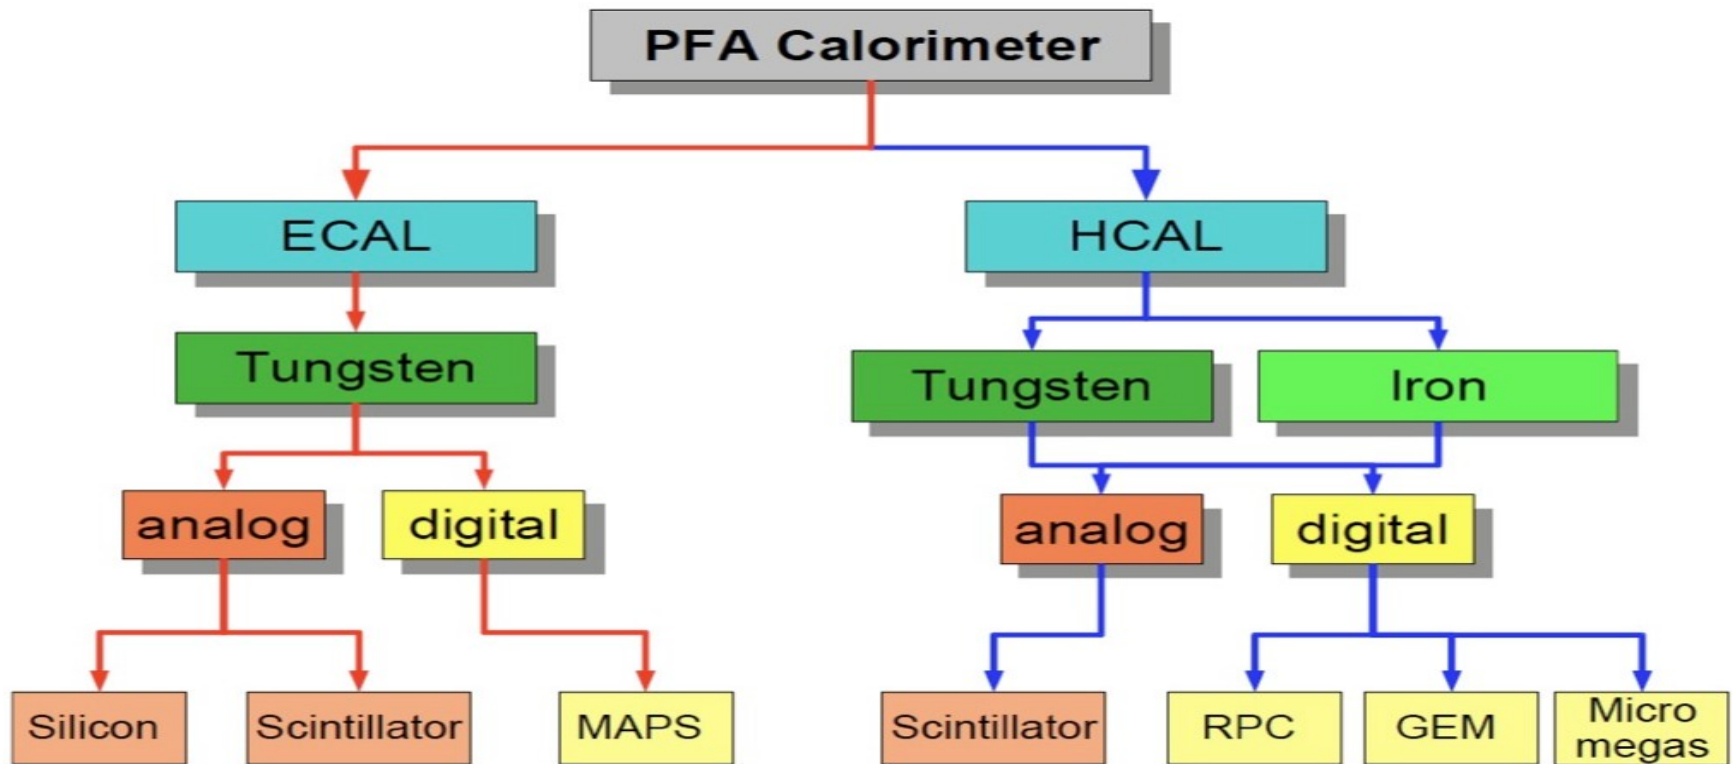 PFA Calorimeter
ECAL
HCAL
Tungsten
Tungsten
Iron
analog
digital
analog
digital
Silicon
Scintillator
MAPS
Scintillator
RPC
GEM
Micro
megas